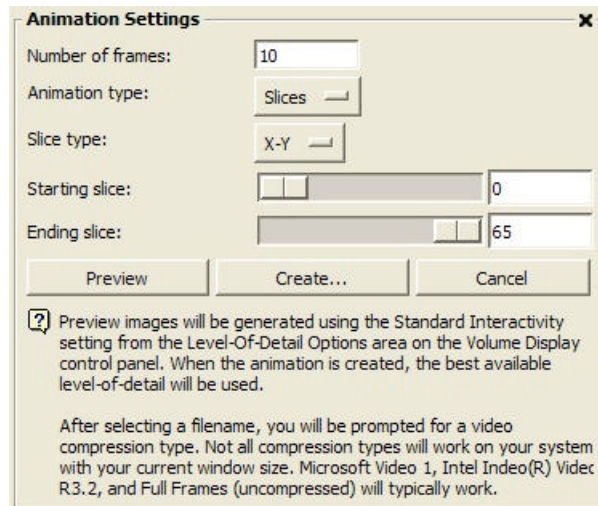 Animation Settings
Number of frames: 10
Animation type: Slices
Slice type: X-Y
Starting slice: 0
Ending slice: 65
Preview Create... Cancel
Preview images will be generated using the Standard Interactivity
setting from the Level-Of-Detail Options area on the Volume Display
control panel. When the animation is created, the best available
level-of-detail will be used.
After selecting a filename, you will be prompted for a video
compression type. Not all compression types will work on your system
with your current window size. Microsoft Video 1, Intel Indeo(R) Videc
R3.2, and Full Frames (uncompressed) will typically work.